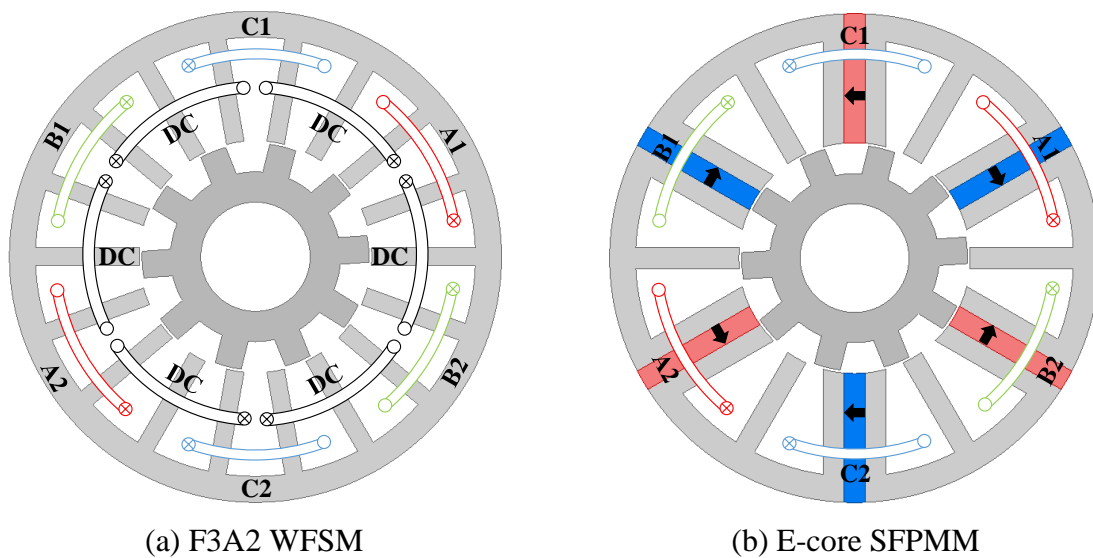 C1
DC
DC
B1
A1
DC
DC
A2
B2
DC
DC
C2
C1
B1
A1
A2
B2
C2
(a) F3A2 WFSM
(b) E-core SFPMM